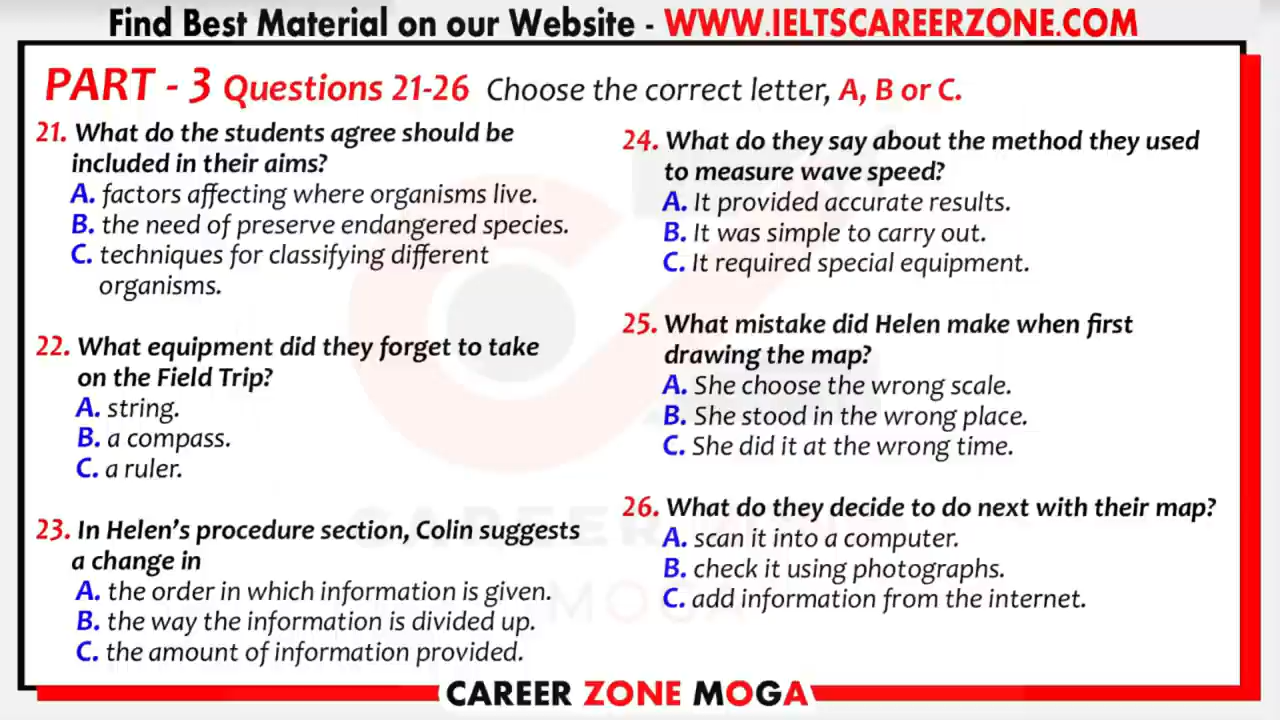 Find Best Material on our Website - WWW.IELTSCAREERZONE.COM
PART - 3 Questions 21-26 Choose the correct letter, A, B or C.
21. What do the students agree should be
included in their aims?
A. factors affecting where organisms live.
B. the need of preserve endangered species.
C. techniques for classifying different
organisms.
22. What equipment did they forget to take
on the Field Trip?
A. string.
B. a compass.
C. a ruler.
23. In Helen's procedure section, Colin suggests
a change in
A. the order in which information is given.
B. the way the information is divided up.
C. the amount of information provided.
24. What do they say about the method they used
to measure wave speed?
A. It provided accurate results.
B. It was simple to carry out.
C. It required special equipment.
25. What mistake did Helen make when first
drawing the map?
A. She choose the wrong scale.
B. She stood in the wrong place.
C. She did it at the wrong time.
26. What do they decide to do next with their map?
A. scan it into a computer.
B. check it using photographs.
C. add information from the internet.
CAREER ZONE MOGA